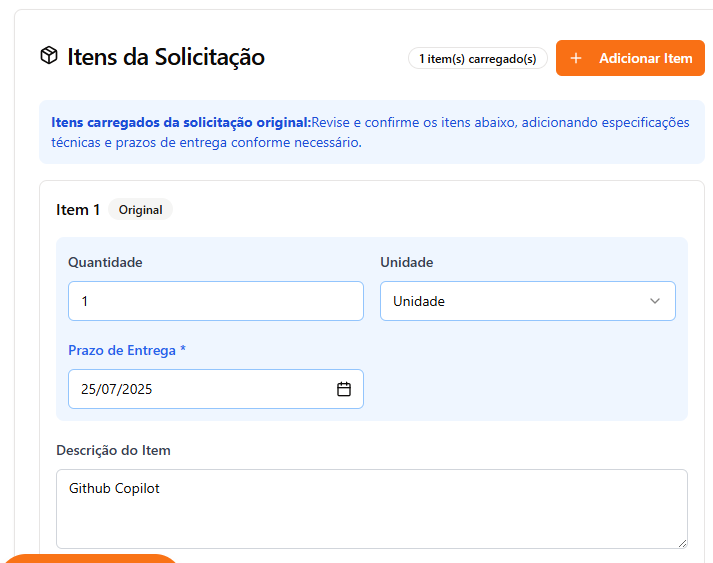 Itens da Solicitação
1 item(s) carregado(s)
+ Adicionar Item
Itens carregados da solicitação original:Revise e confirme os itens abaixo, adicionando especificações
técnicas e prazos de entrega conforme necessário.
Item 1 Original
Quantidade
Unidade
1
Unidade
Prazo de Entrega *
25/07/2025
Descrição do Item
Github Copilot